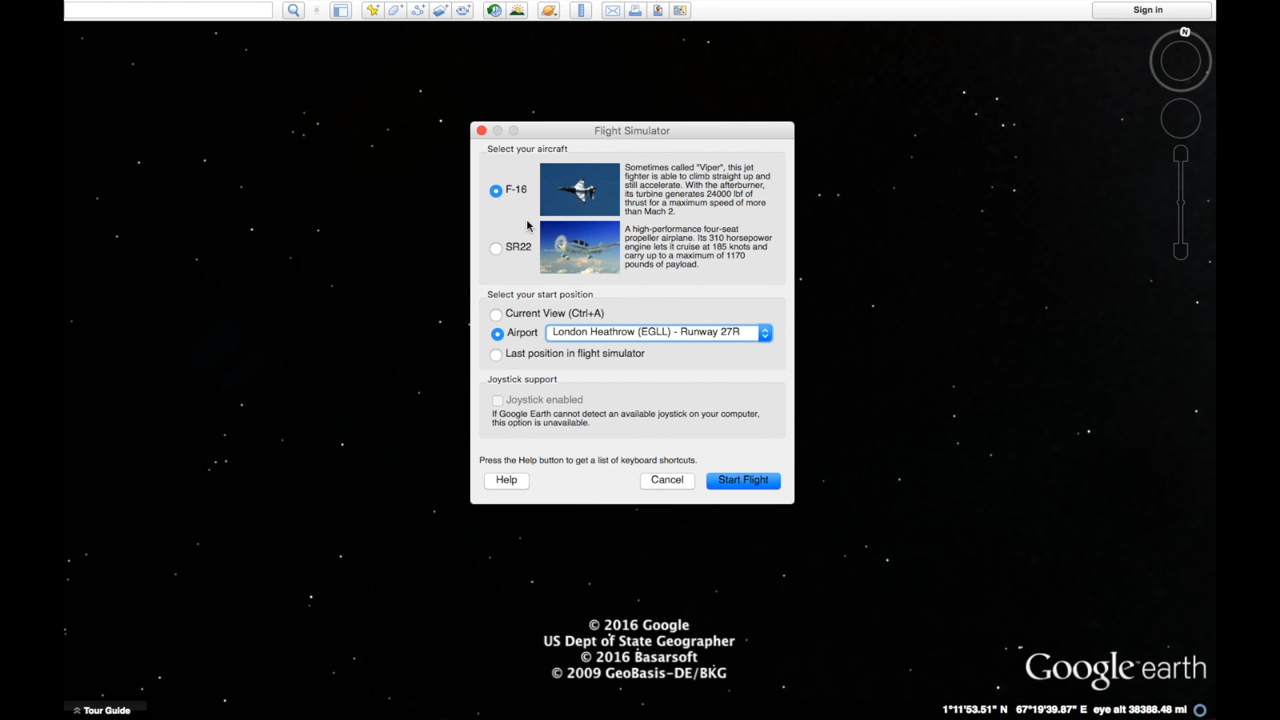 Sign in
N
Flight Simulator
Select your aircraft
F-16
Sometimes called "Viper", this jet
fighter is able to climb straight up and
still accelerate. With the afterburner,
its turbine generates 24000 lbf of
thrust for a maximum speed of more
than Mach 2.
SR22
A high-performance four-seat
propeller airplane. Its 310 horsepower
engine lets it cruise at 185 knots and
carry up to a maximum of 1170
pounds of payload.
Select your start position
Current View (Ctrl+A)
Airport London Heathrow (EGLL) - Runway 27R
Last position in flight simulator
Joystick support
Joystick enabled
If Google Earth cannot detect an available joystick on your computer,
this option is unavailable.
Press the Help button to get a list of keyboard shortcuts.
Help Cancel Start Flight
© 2016 Google
US Dept of State Geographer
© 2016 Basarsoft
© 2009 GeoBasis-DE/BKG
Google earth
Tour Guide
1°11'53.51" N 67°19'39.87" E eye alt 38388.48 mi